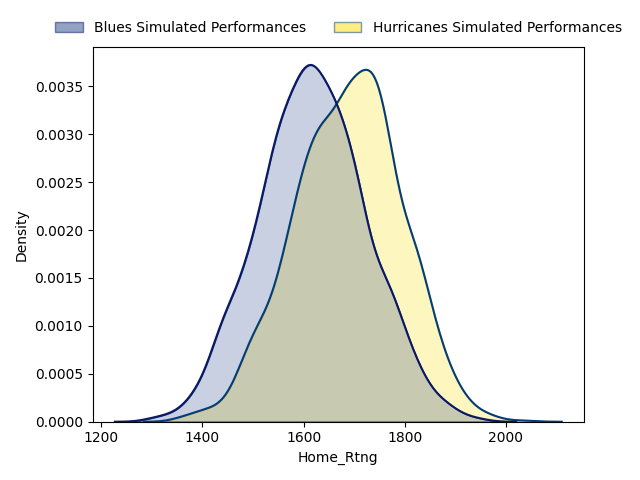 Blues Simulated Performances Hurricanes Simulated Performances
0.0035
0.0030
0.0025
0.0020
0.0015
0.0010
0.0005
0.0000
Density
1200 1400 1600 1800 2000
Home_Rtng